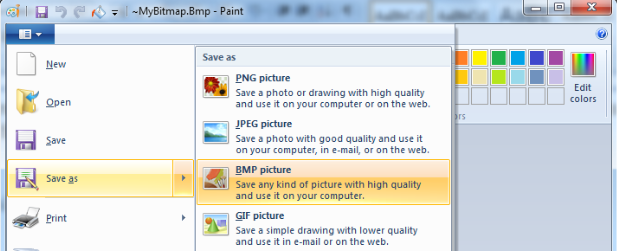 ~MyBitmap.Bmp - Paint
Save as
New
PNG picture
Save a photo or drawing with high quality
and use it on your computer or on the web.
Open
JPEG picture
Save a photo with good quality and use it
on your computer, in e-mail, or on the web.
Save
BMP picture
Save any kind of picture with high quality
and use it on your computer.
Save as
GIF picture
Save a simple drawing with lower quality
and use it in e-mail or on the web.
Print
Edit
colors